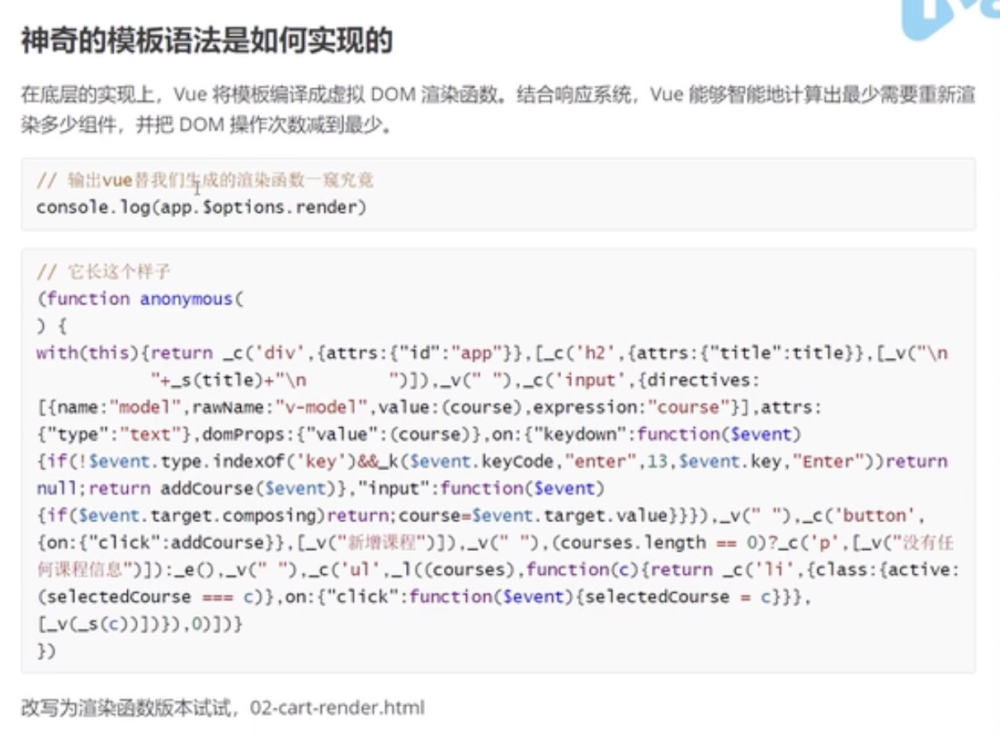 神奇的模板语法是如何实现的
在底层的实现上，Vue 将模板编译成虚拟 DOM 渲染函数。结合响应系统，Vue 能够智能地计算出最少需要重新渲
染多少组件，并把 DOM 操作次数减到最少。
// 输出vue替我们生成的渲染函数一窥究竟
console.log(app.$options.render)
// 它长这个样子
(function anonymous(
) {
with(this){return _c('div',{attrs:{"id":"app"}},[_c('h2',{attrs:{"title":title}},[_v("\n
"+_s(title)+"\n        ")]),_v(" "),_c('input',{directives:
[{name:"model",rawName:"v-model",value:(course),expression:"course"}],attrs:
{"type":"text"},domProps:{"value":(course)},on:{"keydown":function($event)
{if(!$event.type.indexOf('key')&&_k($event.keyCode,"enter",13,$event.key,"Enter"))return
null;return addCourse($event)},"input":function($event)
{if($event.target.composing)return;course=$event.target.value}}}),_v(" "),_c('button',
{on:{"click":addCourse}},[_v("新增课程")]),_v(" "),(courses.length == 0)?_c('p',[_v("没有任
何课程信息")]):_e(),_v(" "),_c('ul',_l((courses),function(c){return _c('li',{class:{active:
(selectedCourse === c)},on:{"click":function($event){selectedCourse = c}}},
[_v(_s(c))])}),0)])}
})
改写为渲染函数版本试试，02-cart-render.html